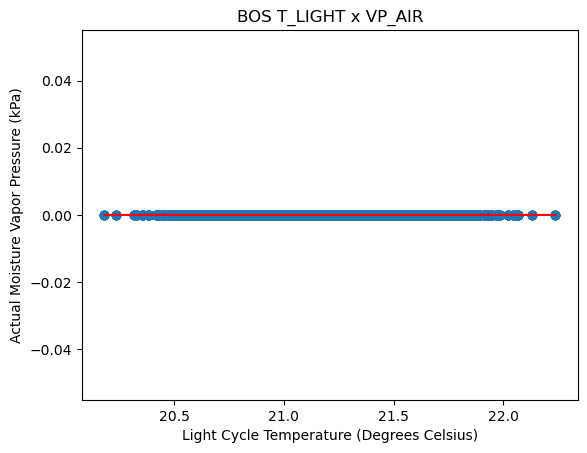 BOS T_LIGHT x VP_AIR
Actual Moisture Vapor Pressure (kPa)
0.04
0.02
0.00
−0.02
−0.04
20.5 21.0 21.5 22.0
Light Cycle Temperature (Degrees Celsius)